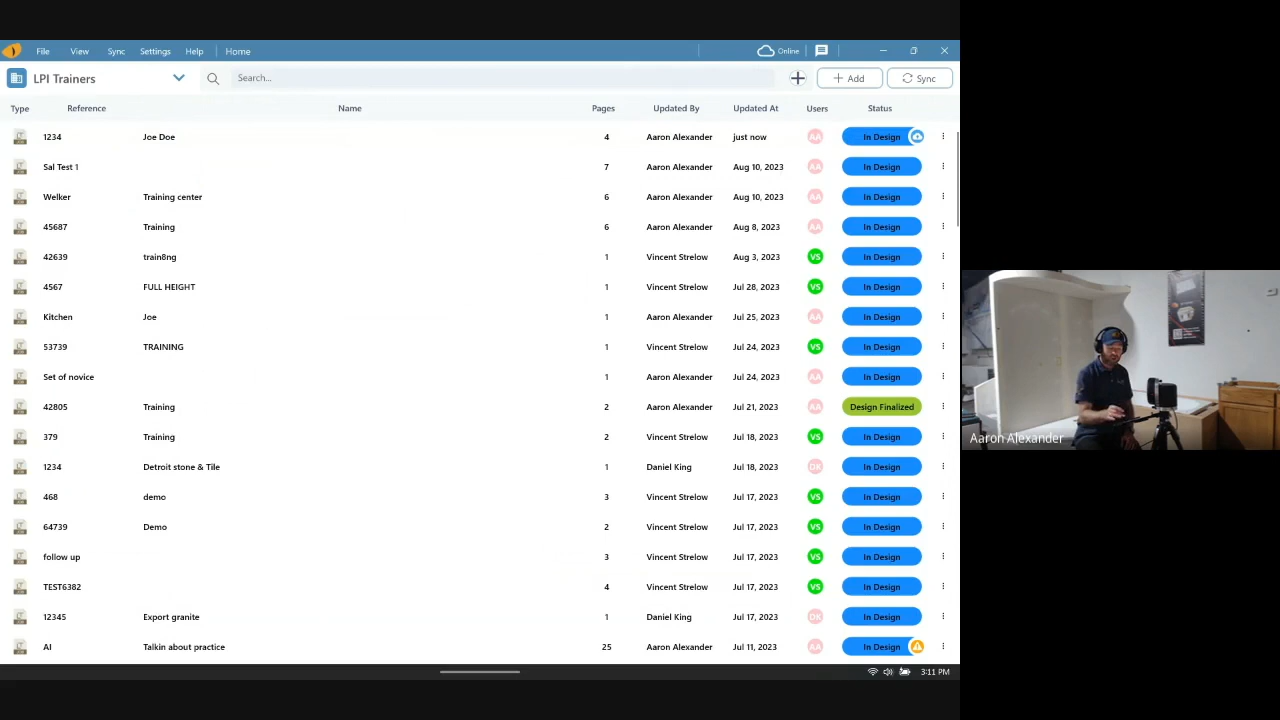 File View Sync Settings Help Home Online
LPI Trainers Search... Add Sync
Type Reference Name Pages Updated By Updated At Users Status
1234 Joe Doe 4 Aaron Alexander just now AA In Design
Sal Test 1 7 Aaron Alexander Aug 10, 2023 AA In Design
Welker Training center 6 Aaron Alexander Aug 10, 2023 AA In Design
45687 Training 6 Aaron Alexander Aug 8, 2023 AA In Design
42639 train8ng 1 Vincent Strelow Aug 3, 2023 VS In Design
4567 FULL HEIGHT 1 Vincent Strelow Jul 28, 2023 VS In Design
Kitchen Joe 1 Aaron Alexander Jul 25, 2023 AA In Design
53739 TRAINING 1 Vincent Strelow Jul 24, 2023 VS In Design
Set of novice 1 Aaron Alexander Jul 24, 2023 AA In Design
42805 Training 2 Aaron Alexander Jul 21, 2023 AA Design Finalized
379 Training 2 Vincent Strelow Jul 18, 2023 VS In Design
1234 Detroit stone & Tile 1 Daniel King Jul 18, 2023 DK In Design
468 demo 3 Vincent Strelow Jul 17, 2023 VS In Design
64739 Demo 2 Vincent Strelow Jul 17, 2023 VS In Design
follow up 3 Vincent Strelow Jul 17, 2023 VS In Design
TEST6382 4 Vincent Strelow Jul 17, 2023 VS In Design
12345 Export granite 1 Daniel King Jul 17, 2023 DK In Design
AI Talkin about practice 25 Aaron Alexander Jul 11, 2023 AA In Design
3:11 PM
Aaron Alexander